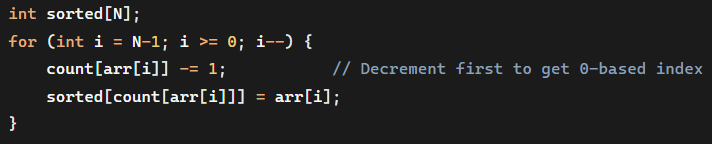 int sorted[N];
for (int i = N-1; i >= 0; i--) {
    count[arr[i]] -= 1;          // Decrement first to get 0-based index
    sorted[count[arr[i]]] = arr[i];
}